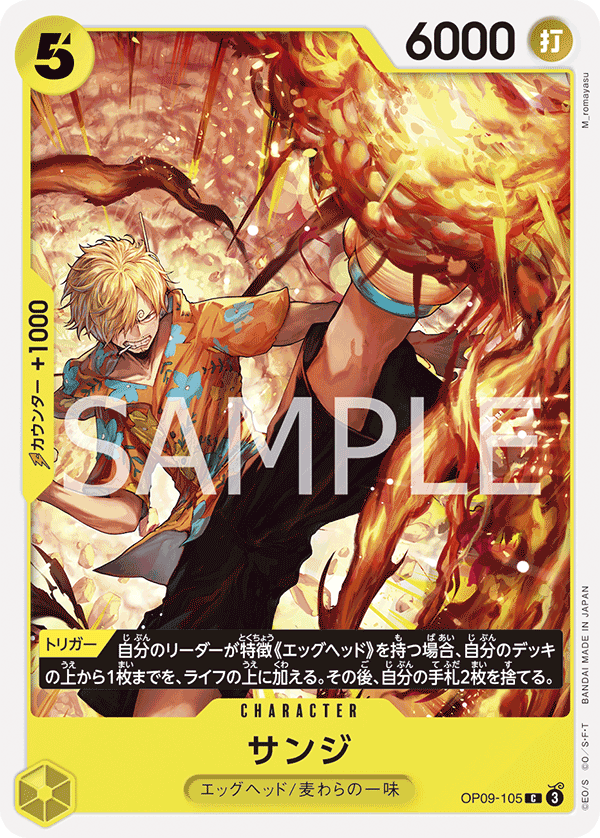 5
6000
打
M_romayasu
カウンター +1000
SAMPLE
トリガー 自分のリーダーが特徴《エッグヘッド》を持つ場合、自分のデッキ
の上から1枚までを、ライフの上に加える。その後、自分の手札2枚を捨てる。
CHARACTER
サンジ
エッグヘッド/麦わらの一味
OP09-105 C 3
©EO/S ©O/S・F・T BANDAI MADE IN JAPAN